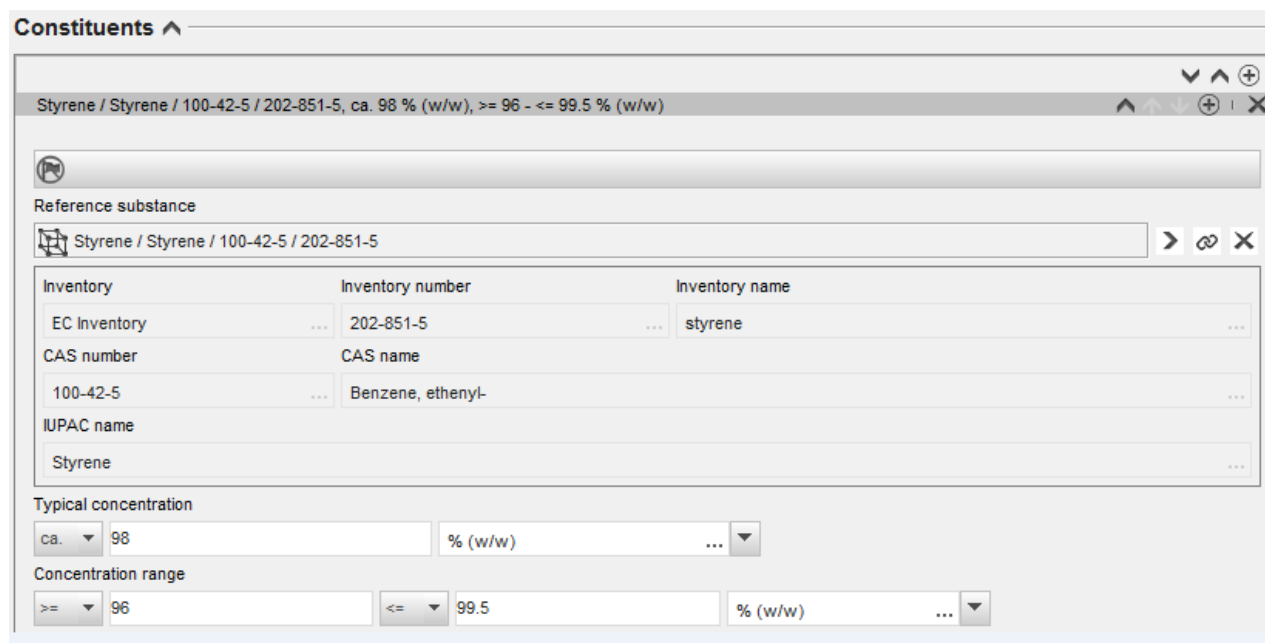 Constituents
Styrene / Styrene / 100-42-5 / 202-851-5, ca. 98 % (w/w), >= 96 - <= 99.5 % (w/w)
Reference substance
Styrene / Styrene / 100-42-5 / 202-851-5
Inventory Inventory number Inventory name
EC Inventory ... 202-851-5 ... styrene ...
CAS number CAS name
100-42-5 ... Benzene, ethenyl- ...
IUPAC name
Styrene ...
Typical concentration
ca. 98 % (w/w) ...
Concentration range
>= 96 <= 99.5 % (w/w) ...